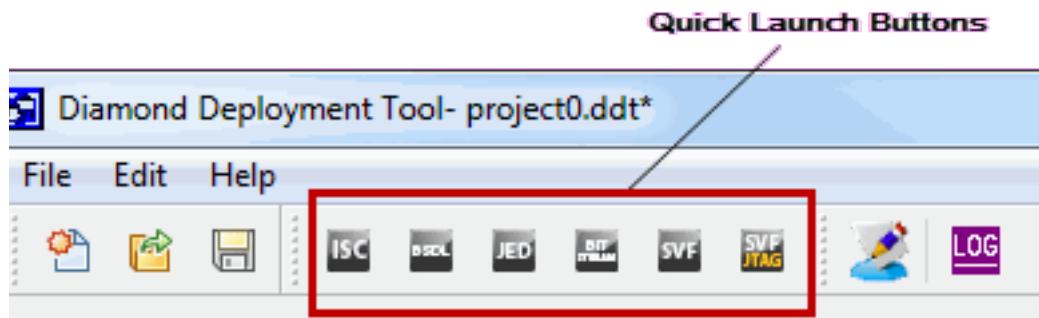 Quick Launch Buttons
Diamond Deployment Tool- project0.ddt*
File Edit Help
ISC BSDL JED BIT STREAM SVF SVF JTAG LOG